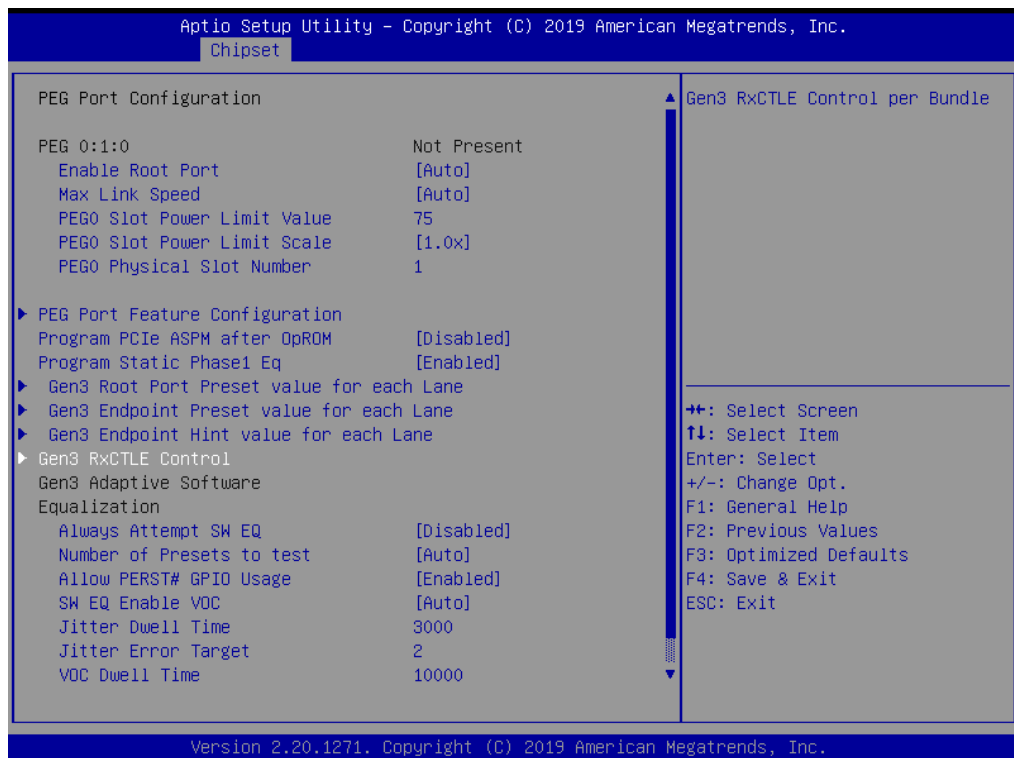 Aptio Setup Utility – Copyright (C) 2019 American Megatrends, Inc.
Chipset
PEG Port Configuration
PEG 0:1:0 Not Present
Enable Root Port [Auto]
Max Link Speed [Auto]
PEG0 Slot Power Limit Value 75
PEG0 Slot Power Limit Scale [1.0x]
PEG0 Physical Slot Number 1
PEG Port Feature Configuration
Program PCIe ASPM after OpROM [Disabled]
Program Static Phase1 Eq [Enabled]
Gen3 Root Port Preset value for each Lane
Gen3 Endpoint Preset value for each Lane
Gen3 Endpoint Hint value for each Lane
Gen3 RxCTLE Control
Gen3 Adaptive Software
Equalization
Always Attempt SW EQ [Disabled]
Number of Presets to test [Auto]
Allow PERST# GPIO Usage [Enabled]
SW EQ Enable VOC [Auto]
Jitter Dwell Time 3000
Jitter Error Target 2
VOC Dwell Time 10000
Gen3 RxCTLE Control per Bundle
→←: Select Screen
↑↓: Select Item
Enter: Select
+/-: Change Opt.
F1: General Help
F2: Previous Values
F3: Optimized Defaults
F4: Save & Exit
ESC: Exit
Version 2.20.1271. Copyright (C) 2019 American Megatrends, Inc.